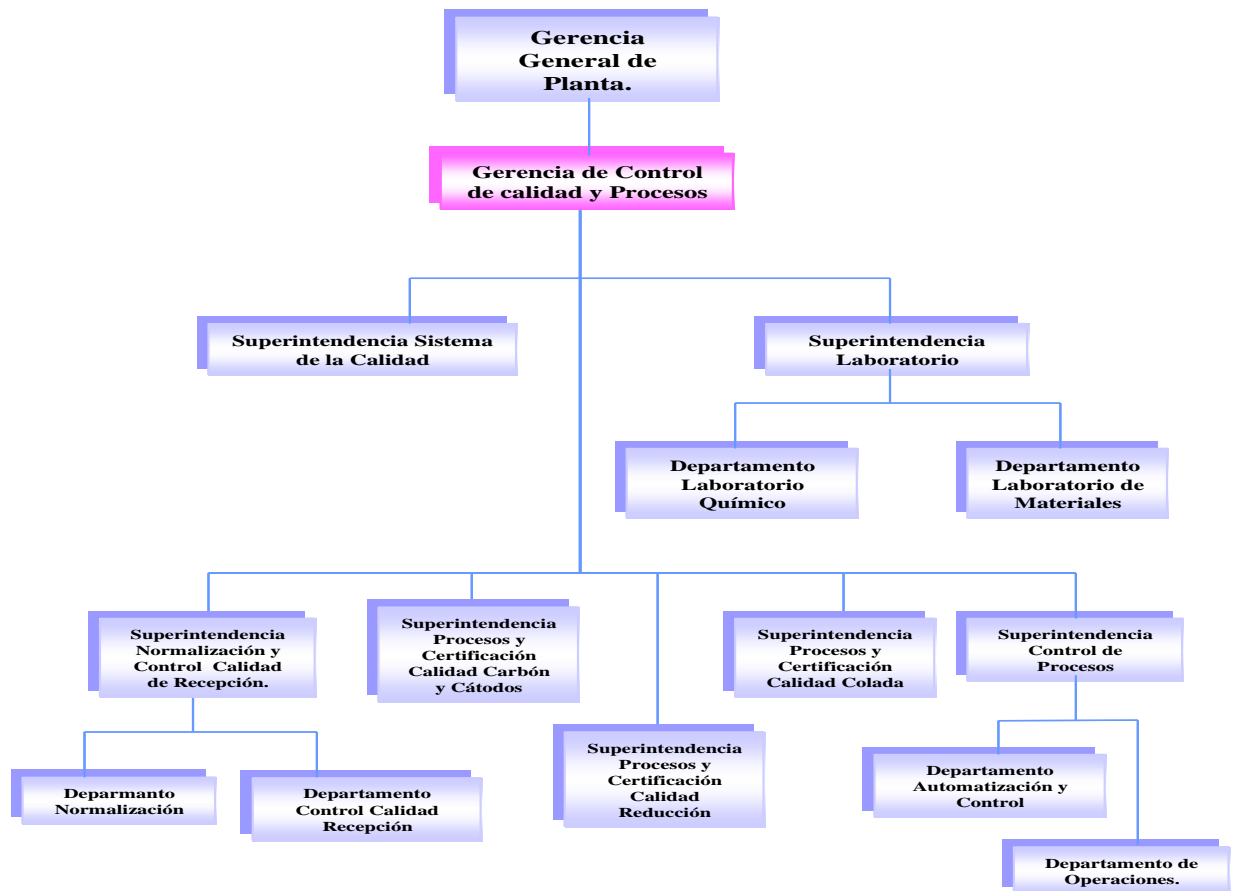 Gerencia
General de
Planta.
Gerencia de Control
de calidad y Procesos
Superintendencia Sistema
de la Calidad
Superintendencia
Laboratorio
Departamento
Laboratorio
Químico
Departamento
Laboratorio de
Materiales
Superintendencia
Normalización y
Control Calidad
de Recepción.
Superintendencia
Procesos y
Certificación
Calidad Carbón
y Cátodos
Superintendencia
Procesos y
Certificación
Calidad Reducción
Superintendencia
Procesos y
Certificación
Calidad Colada
Superintendencia
Control de
Procesos
Deparmanto
Normalización
Departamento
Control Calidad
Recepción
Departamento
Automatización y
Control
Departamento de
Operaciones.